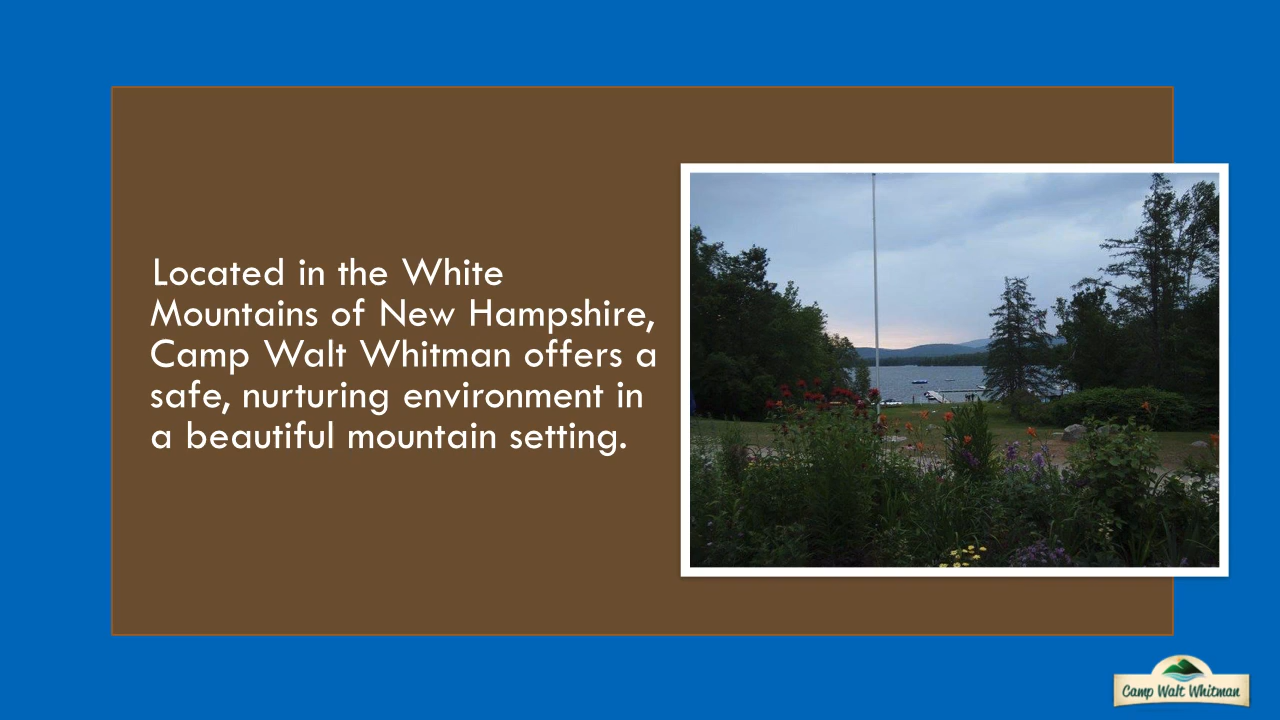 Located in the White
Mountains of New Hampshire,
Camp Walt Whitman offers a
safe, nurturing environment in
a beautiful mountain setting.
Camp Walt Whitman